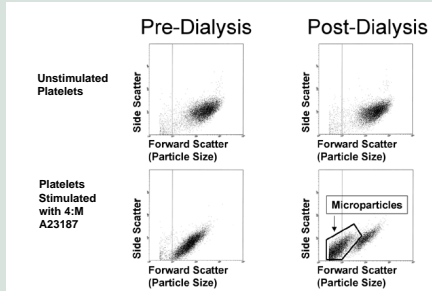 Pre-Dialysis Post-Dialysis
Unstimulated
Platelets
Side Scatter
Forward Scatter
(Particle Size)
Side Scatter
Forward Scatter
(Particle Size)
Platelets
Stimulated
with 4:M
A23187
Side Scatter
Forward Scatter
(Particle Size)
Microparticles
Side Scatter
Forward Scatter
(Particle Size)